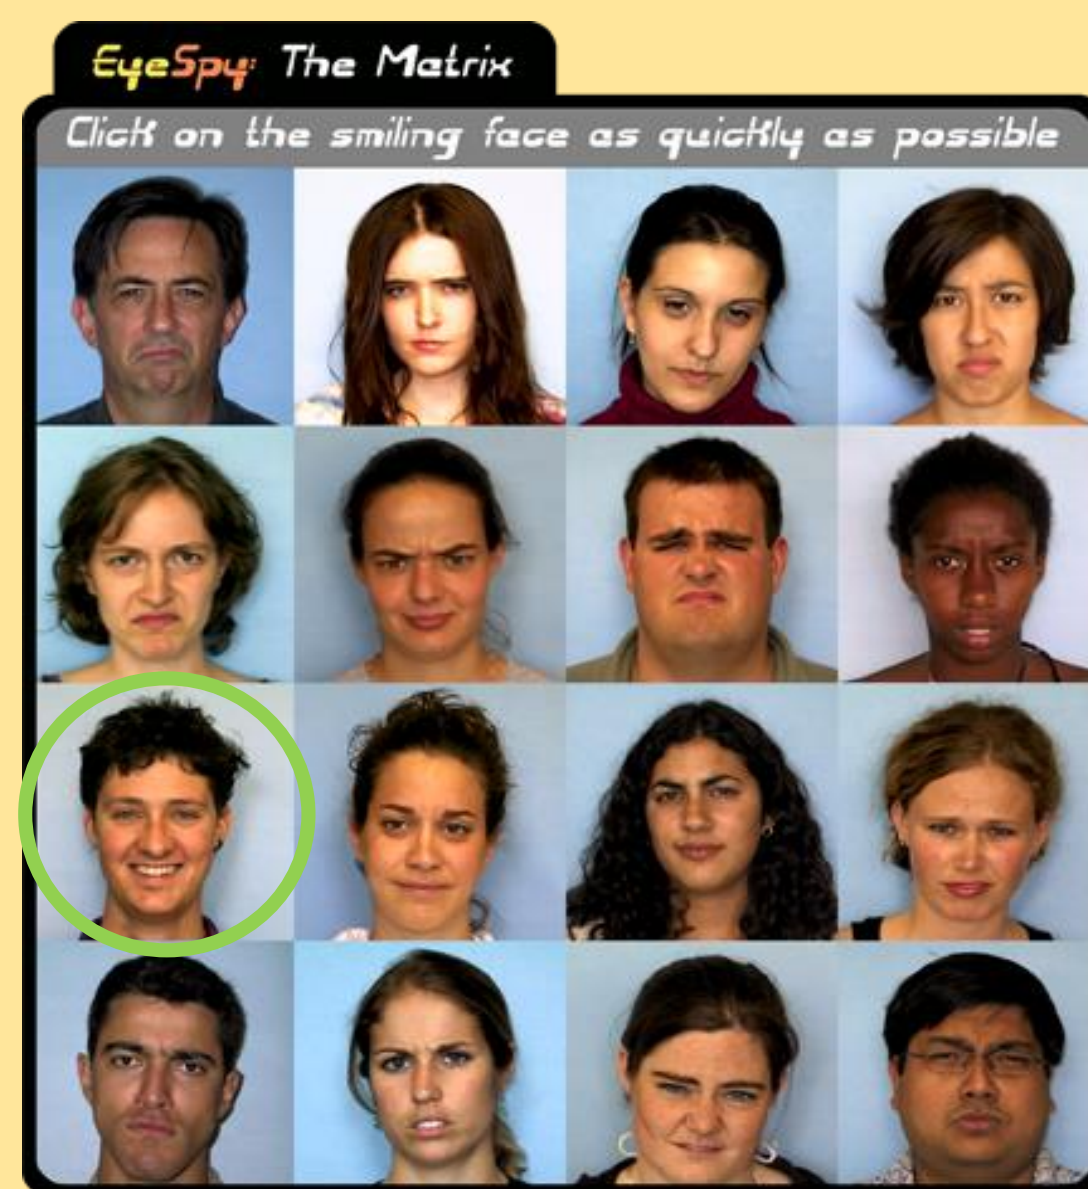 EyeSpy: The Matrix
Click on the smiling face as quickly as possible